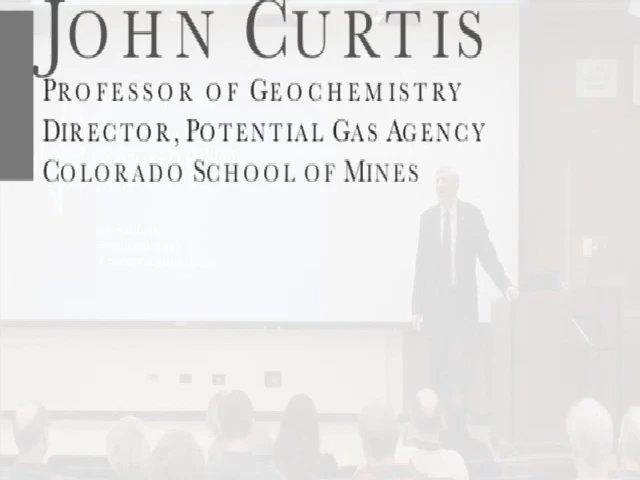 JOHN CURTIS
PROFESSOR OF GEOCHEMISTRY
DIRECTOR, POTENTIAL GAS AGENCY
COLORADO SCHOOL OF MINES